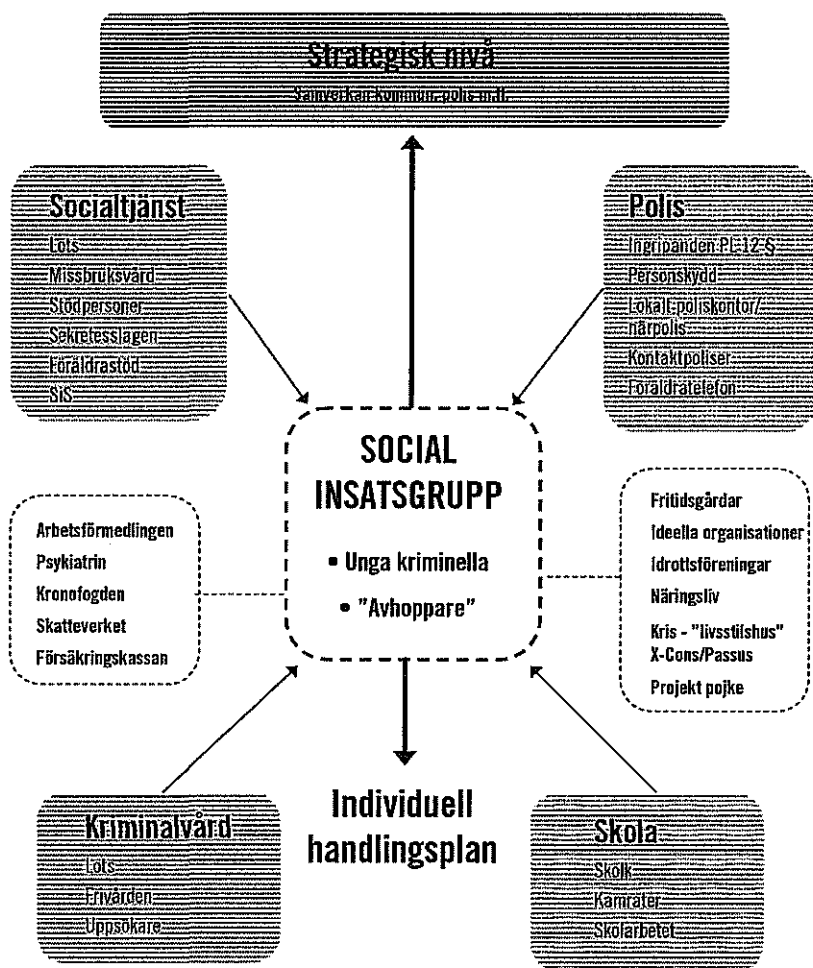 Strategisk nivå
Samverkan kommun, polis m.fl.
Socialtjänst
Lots
Missbruksvård
Stödpersoner
Sekretesslagen
Föräldrastöd
SiS
Polis
Ingripanden PL 12 §
Personskydd
Lokalt poliskontor/
närpolis
Kontaktpoliser
Föräldratelefon
SOCIAL
INSATSGRUPP
• Unga kriminella
• ”Avhoppare”
Arbetsförmedlingen
Psykiatrin
Kronofogden
Skatteverket
Försäkringskassan
Fritidsgårdar
Ideella organisationer
Idrottsföreningar
Näringsliv
Kris - ”livsstilshus”
X-Cons/Passus
Projekt pojke
Kriminalvård
Lots
Frivården
Uppsökare
Individuell
handlingsplan
Skola
Skolk
Kamrater
Skolarbetet